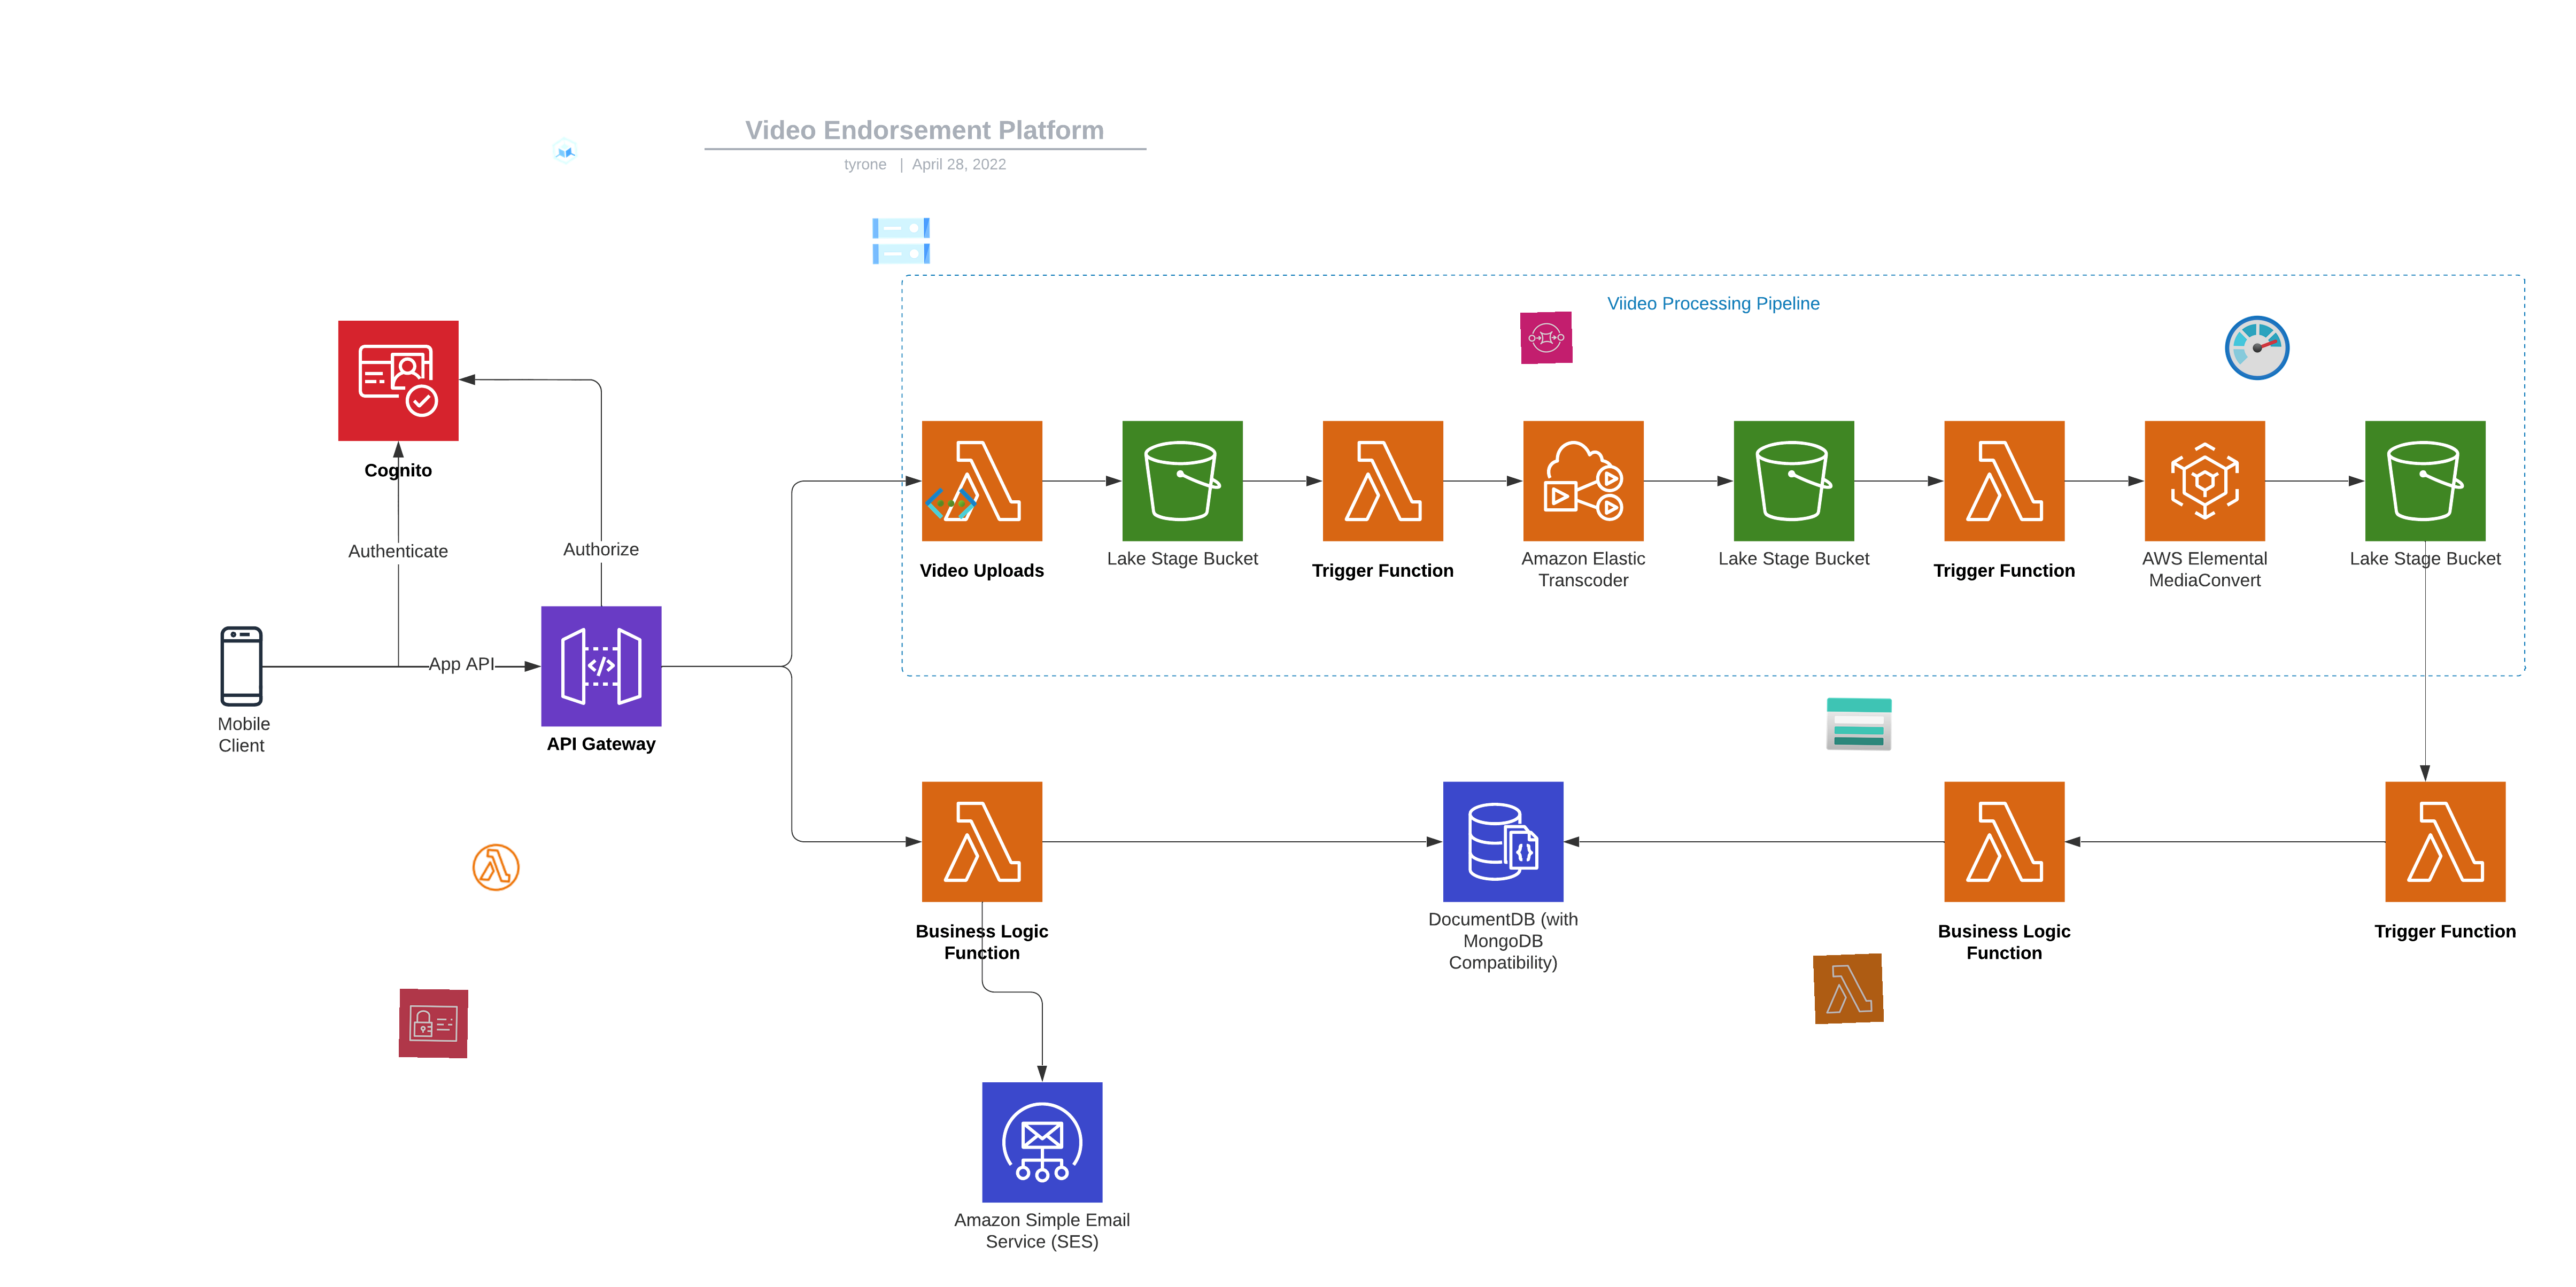 Video Endorsement Platform
tyrone | April 28, 2022
Viideo Processing Pipeline
Cognito
Authenticate
Authorize
Video Uploads
Lake Stage Bucket
Trigger Function
Amazon Elastic
Transcoder
Lake Stage Bucket
Trigger Function
AWS Elemental
MediaConvert
Lake Stage Bucket
App API
Mobile
Client
API Gateway
Business Logic
Function
DocumentDB (with
MongoDB
Compatibility)
Business Logic
Function
Trigger Function
Amazon Simple Email
Service (SES)